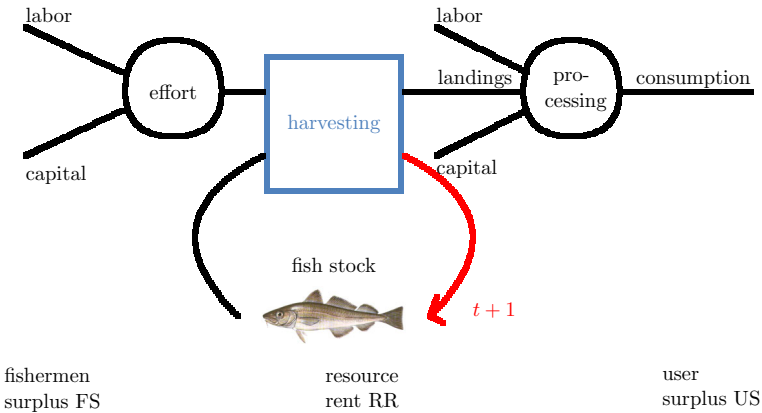 labor
labor
landings
consumption
effort
pro-
cessing
harvesting
capital
capital
fish stock
t + 1
fishermen
surplus FS
resource
rent RR
user
surplus US